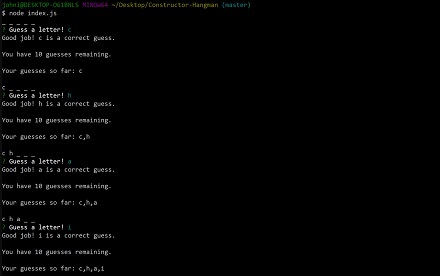 MINGW64 ~/Desktop/Constructor-Hangman (master)
$ node index.js
_ _ _ _ _
? Guess a letter! c
Good job! c is a correct guess.
You have 10 guesses remaining.
Your guesses so far: c
c _ _ _ _
? Guess a letter! h
Good job! h is a correct guess.
You have 10 guesses remaining.
Your guesses so far: c,h
c h _ _ _
? Guess a letter! a
Good job! a is a correct guess.
You have 10 guesses remaining.
Your guesses so far: c,h,a
c h a _ _
? Guess a letter! i
Good job! i is a correct guess.
You have 10 guesses remaining.
Your guesses so far: c,h,a,i